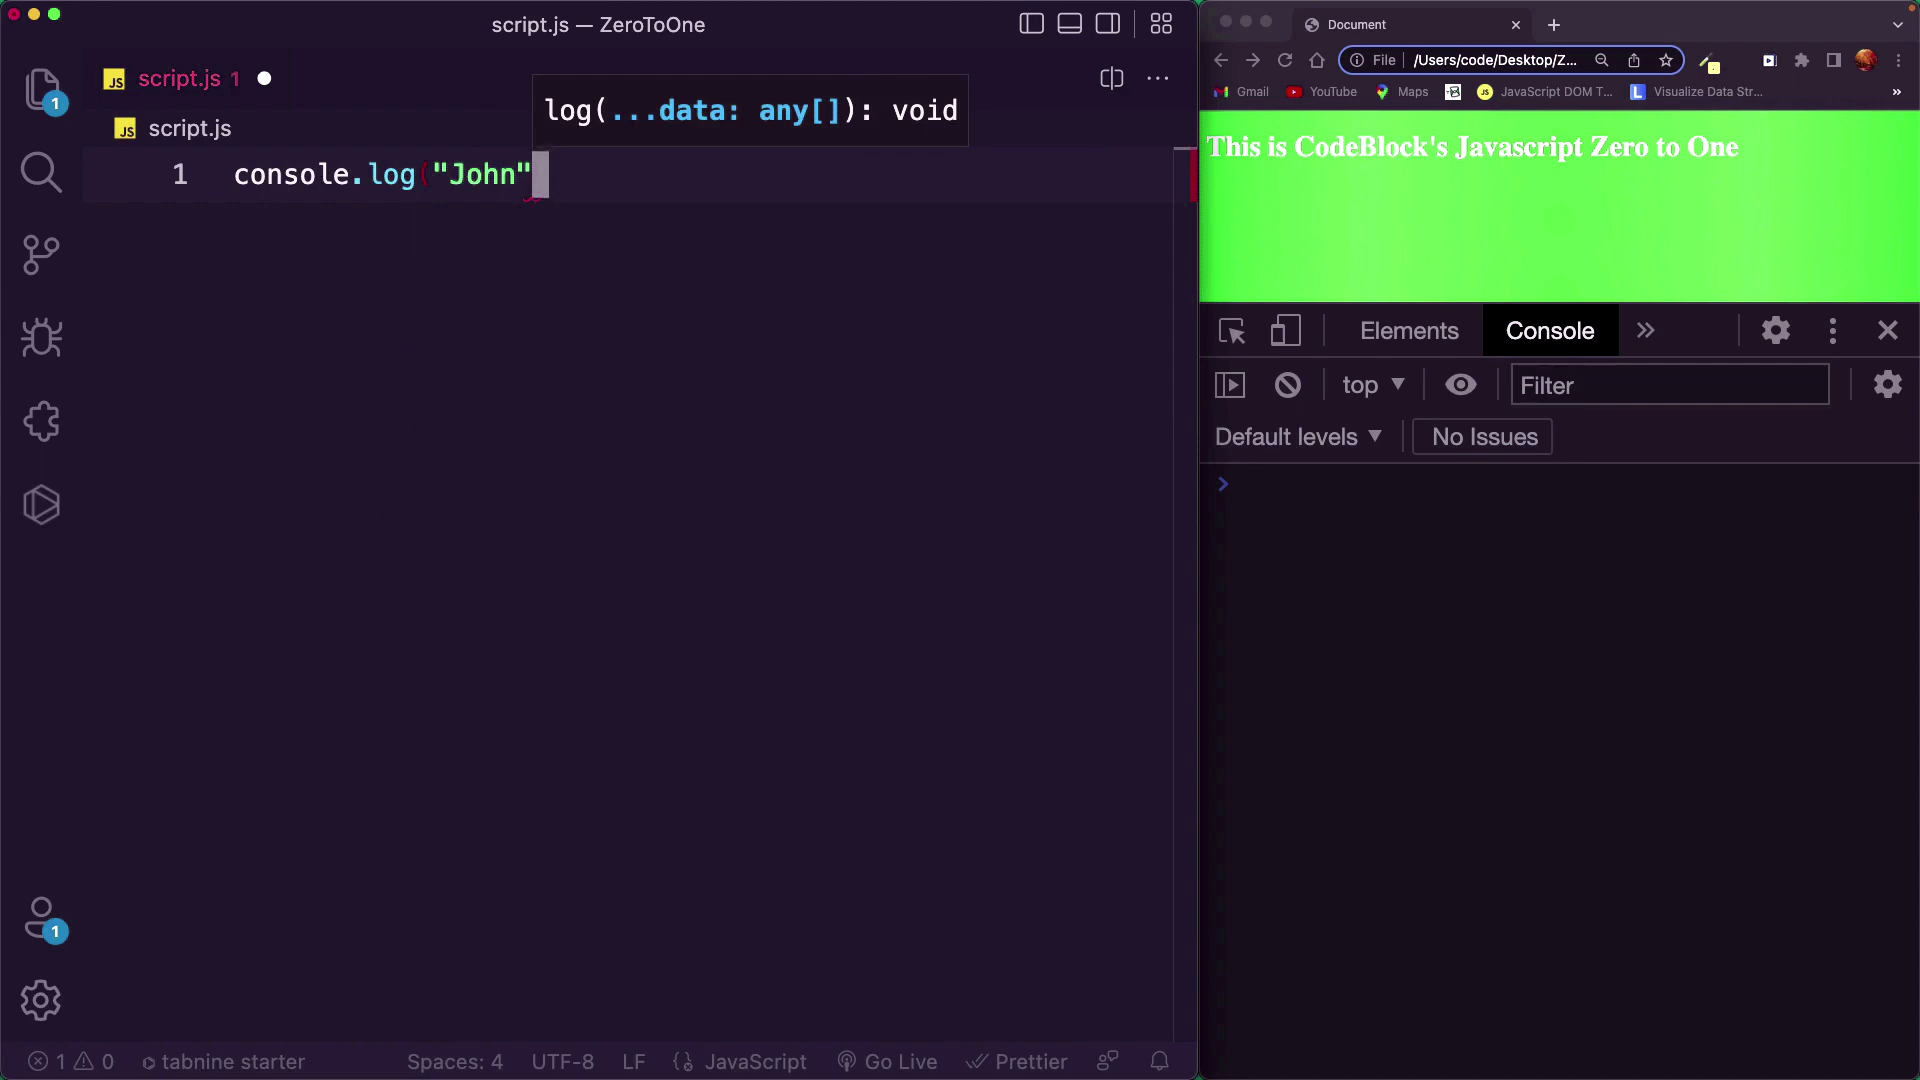 script.js — ZeroToOne
script.js 1
script.js
log(...data: any[]): void
1 console.log("John"
1
1
1 0 tabnine starter Spaces: 4 UTF-8 LF JavaScript Go Live Prettier
Document
File /Users/code/Desktop/Z...
Gmail YouTube Maps JavaScript DOM T... Visualize Data Str... »
This is CodeBlock's Javascript Zero to One
Elements Console
top Filter
Default levels No Issues